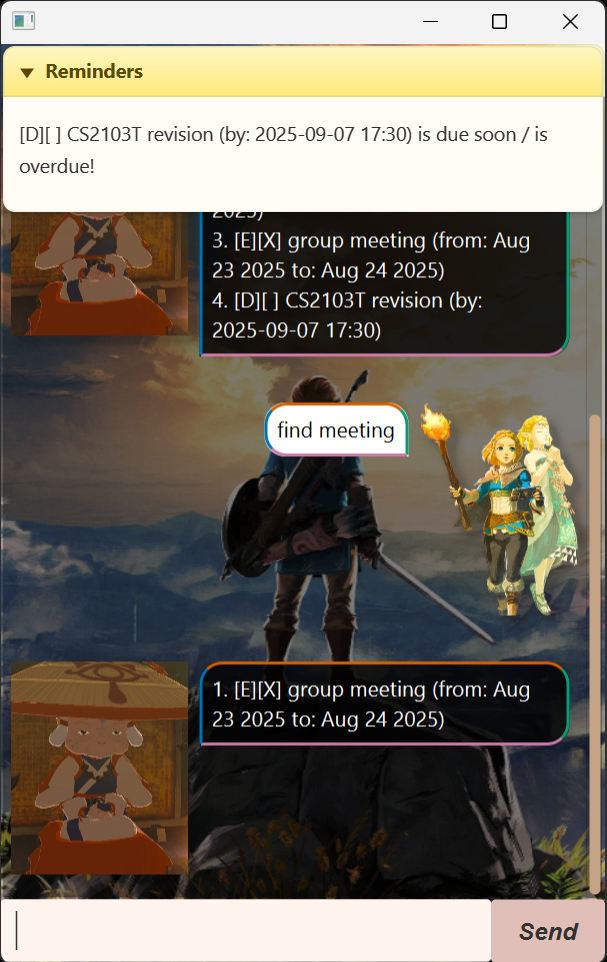 Reminders
[D][ ] CS2103T revision (by: 2025-09-07 17:30) is due soon / is
overdue!
2025)
3. [E][X] group meeting (from: Aug
23 2025 to: Aug 24 2025)
4. [D][ ] CS2103T revision (by:
2025-09-07 17:30)
find meeting
1. [E][X] group meeting (from: Aug
23 2025 to: Aug 24 2025)
Send